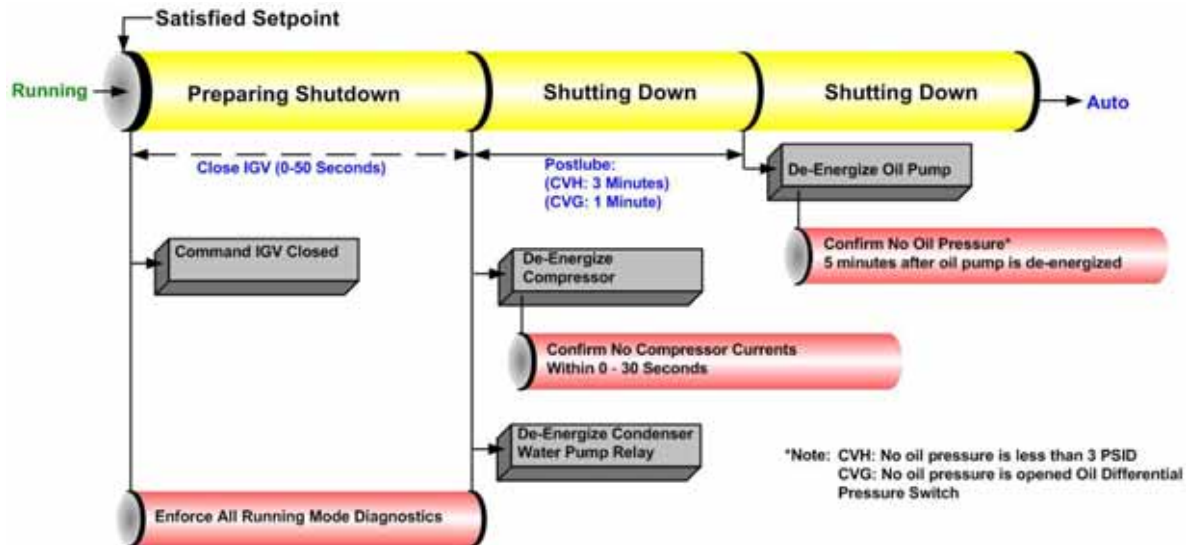 Satisfied Setpoint
Running
Preparing Shutdown
Shutting Down
Shutting Down
Auto
Close IGV (0-50 Seconds)
Postlube:
(CVH: 3 Minutes)
(CVG: 1 Minute)
De-Energize Oil Pump
Confirm No Oil Pressure*
5 minutes after oil pump is de-energized
Command IGV Closed
De-Energize
Compressor
Confirm No Compressor Currents
Within 0 - 30 Seconds
De-Energize Condenser
Water Pump Relay
*Note: CVH: No oil pressure is less than 3 PSID
CVG: No oil pressure is opened Oil Differential
Pressure Switch
Enforce All Running Mode Diagnostics